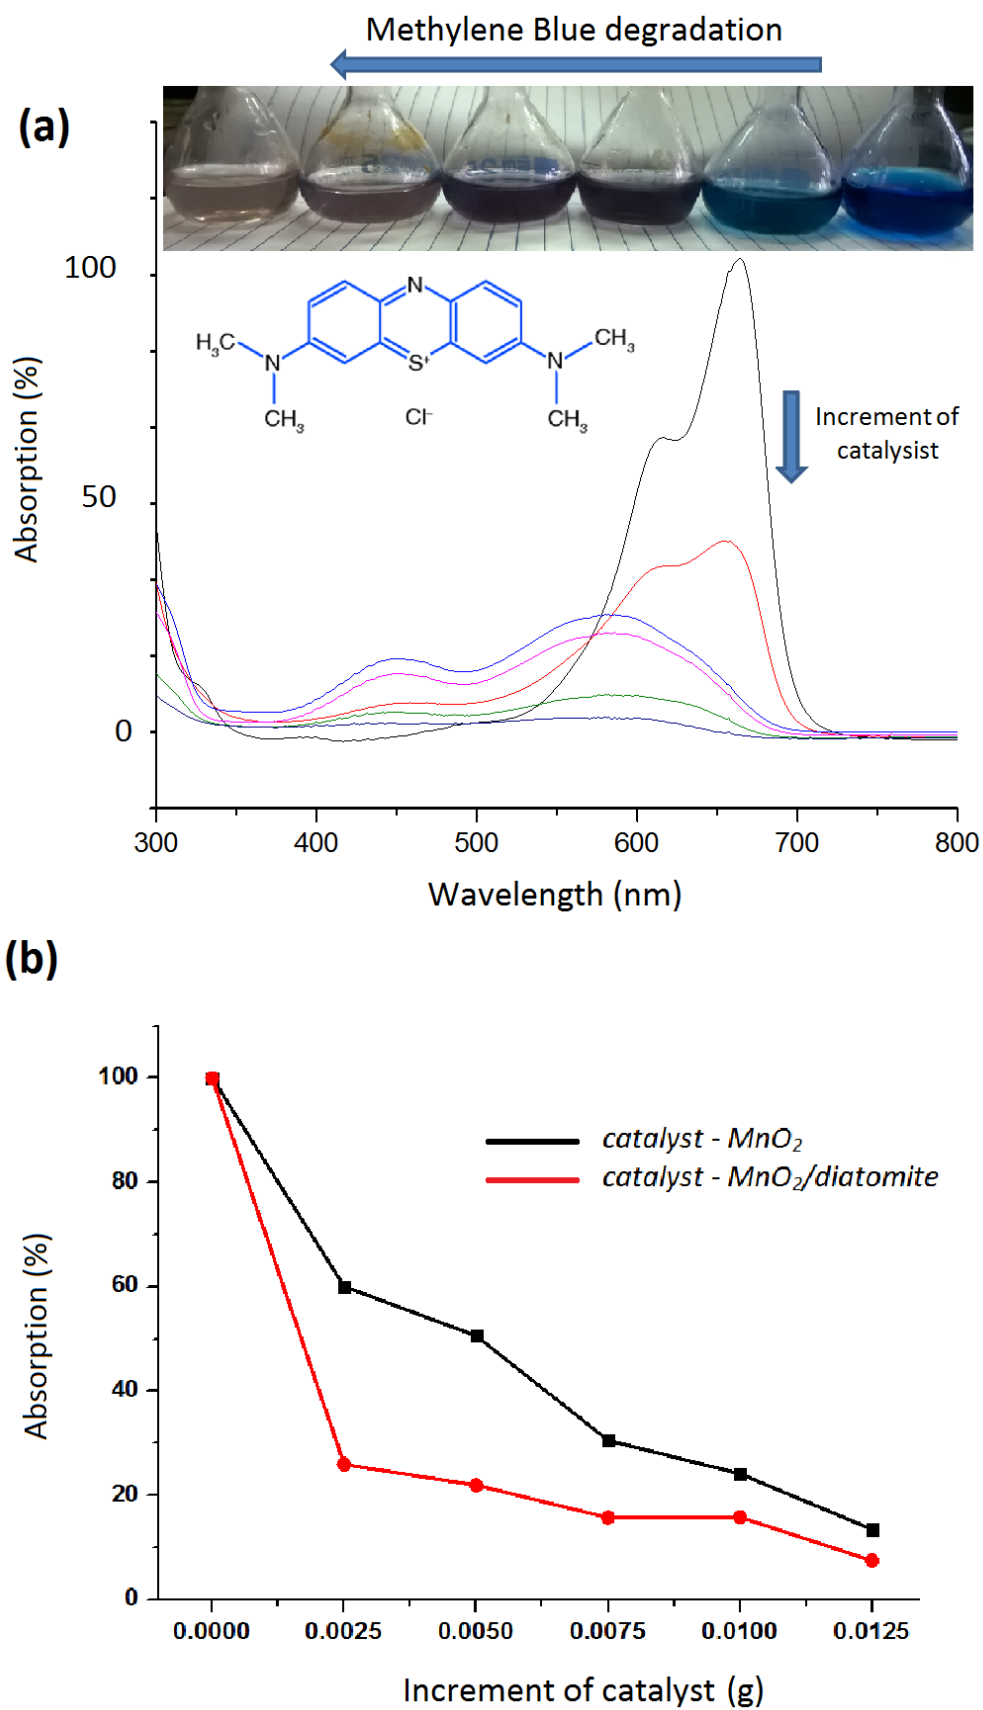 Methylene Blue degradation
(a)
100
50
0
Absorption (%)
H₃C
N
CH₃
N
S⁺
Cl⁻
N
CH₃
CH₃
Increment of
catalysist
300 400 500 600 700 800
Wavelength (nm)
(b)
100
80
60
40
20
0
Absorption (%)
catalyst - MnO₂
catalyst - MnO₂/diatomite
0.0000 0.0025 0.0050 0.0075 0.0100 0.0125
Increment of catalyst (g)